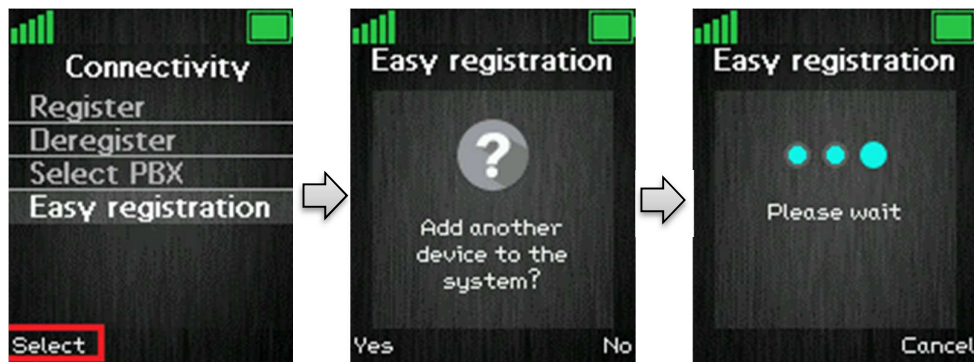 Connectivity
Register
Deregister
Select PBX
Easy registration
Select
Easy registration
?
Add another
device to the
system?
Yes No
Easy registration
Please wait
Cancel